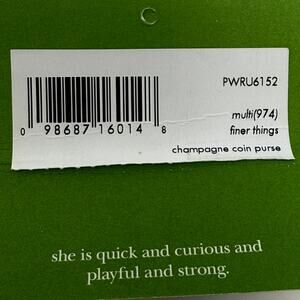 PWRU6152
multi(974)
finer things
0 98687 16014 8
champagne coin purse
she is quick and curious and
playful and strong.